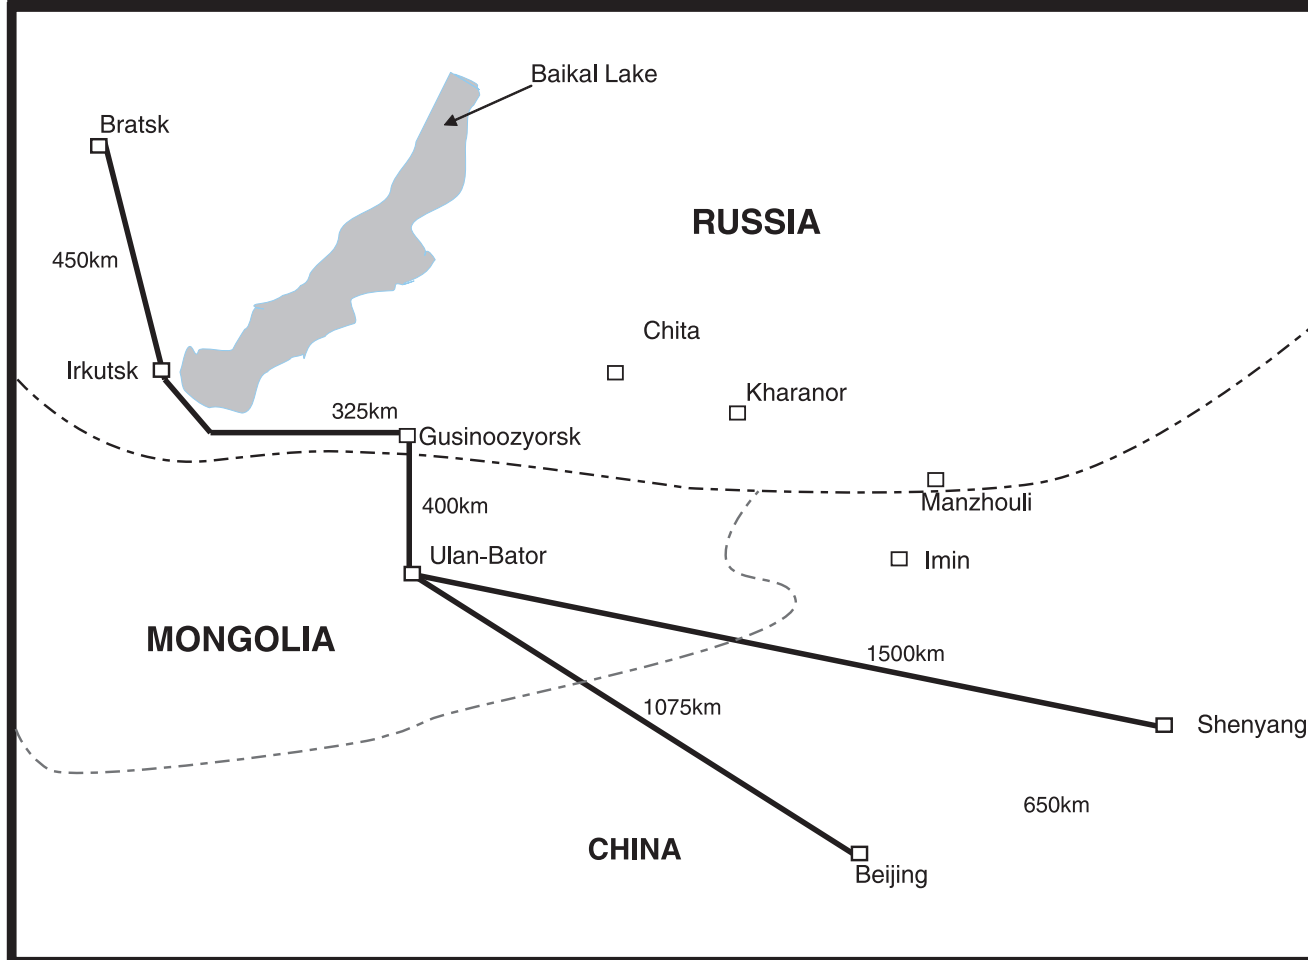 Baikal Lake
Bratsk
RUSSIA
450km
Chita
Irkutsk
Kharanor
325km
Gusinoozyorsk
400km
Manzhouli
Ulan-Bator
Imin
MONGOLIA
1500km
1075km
Shenyang
650km
CHINA
Beijing